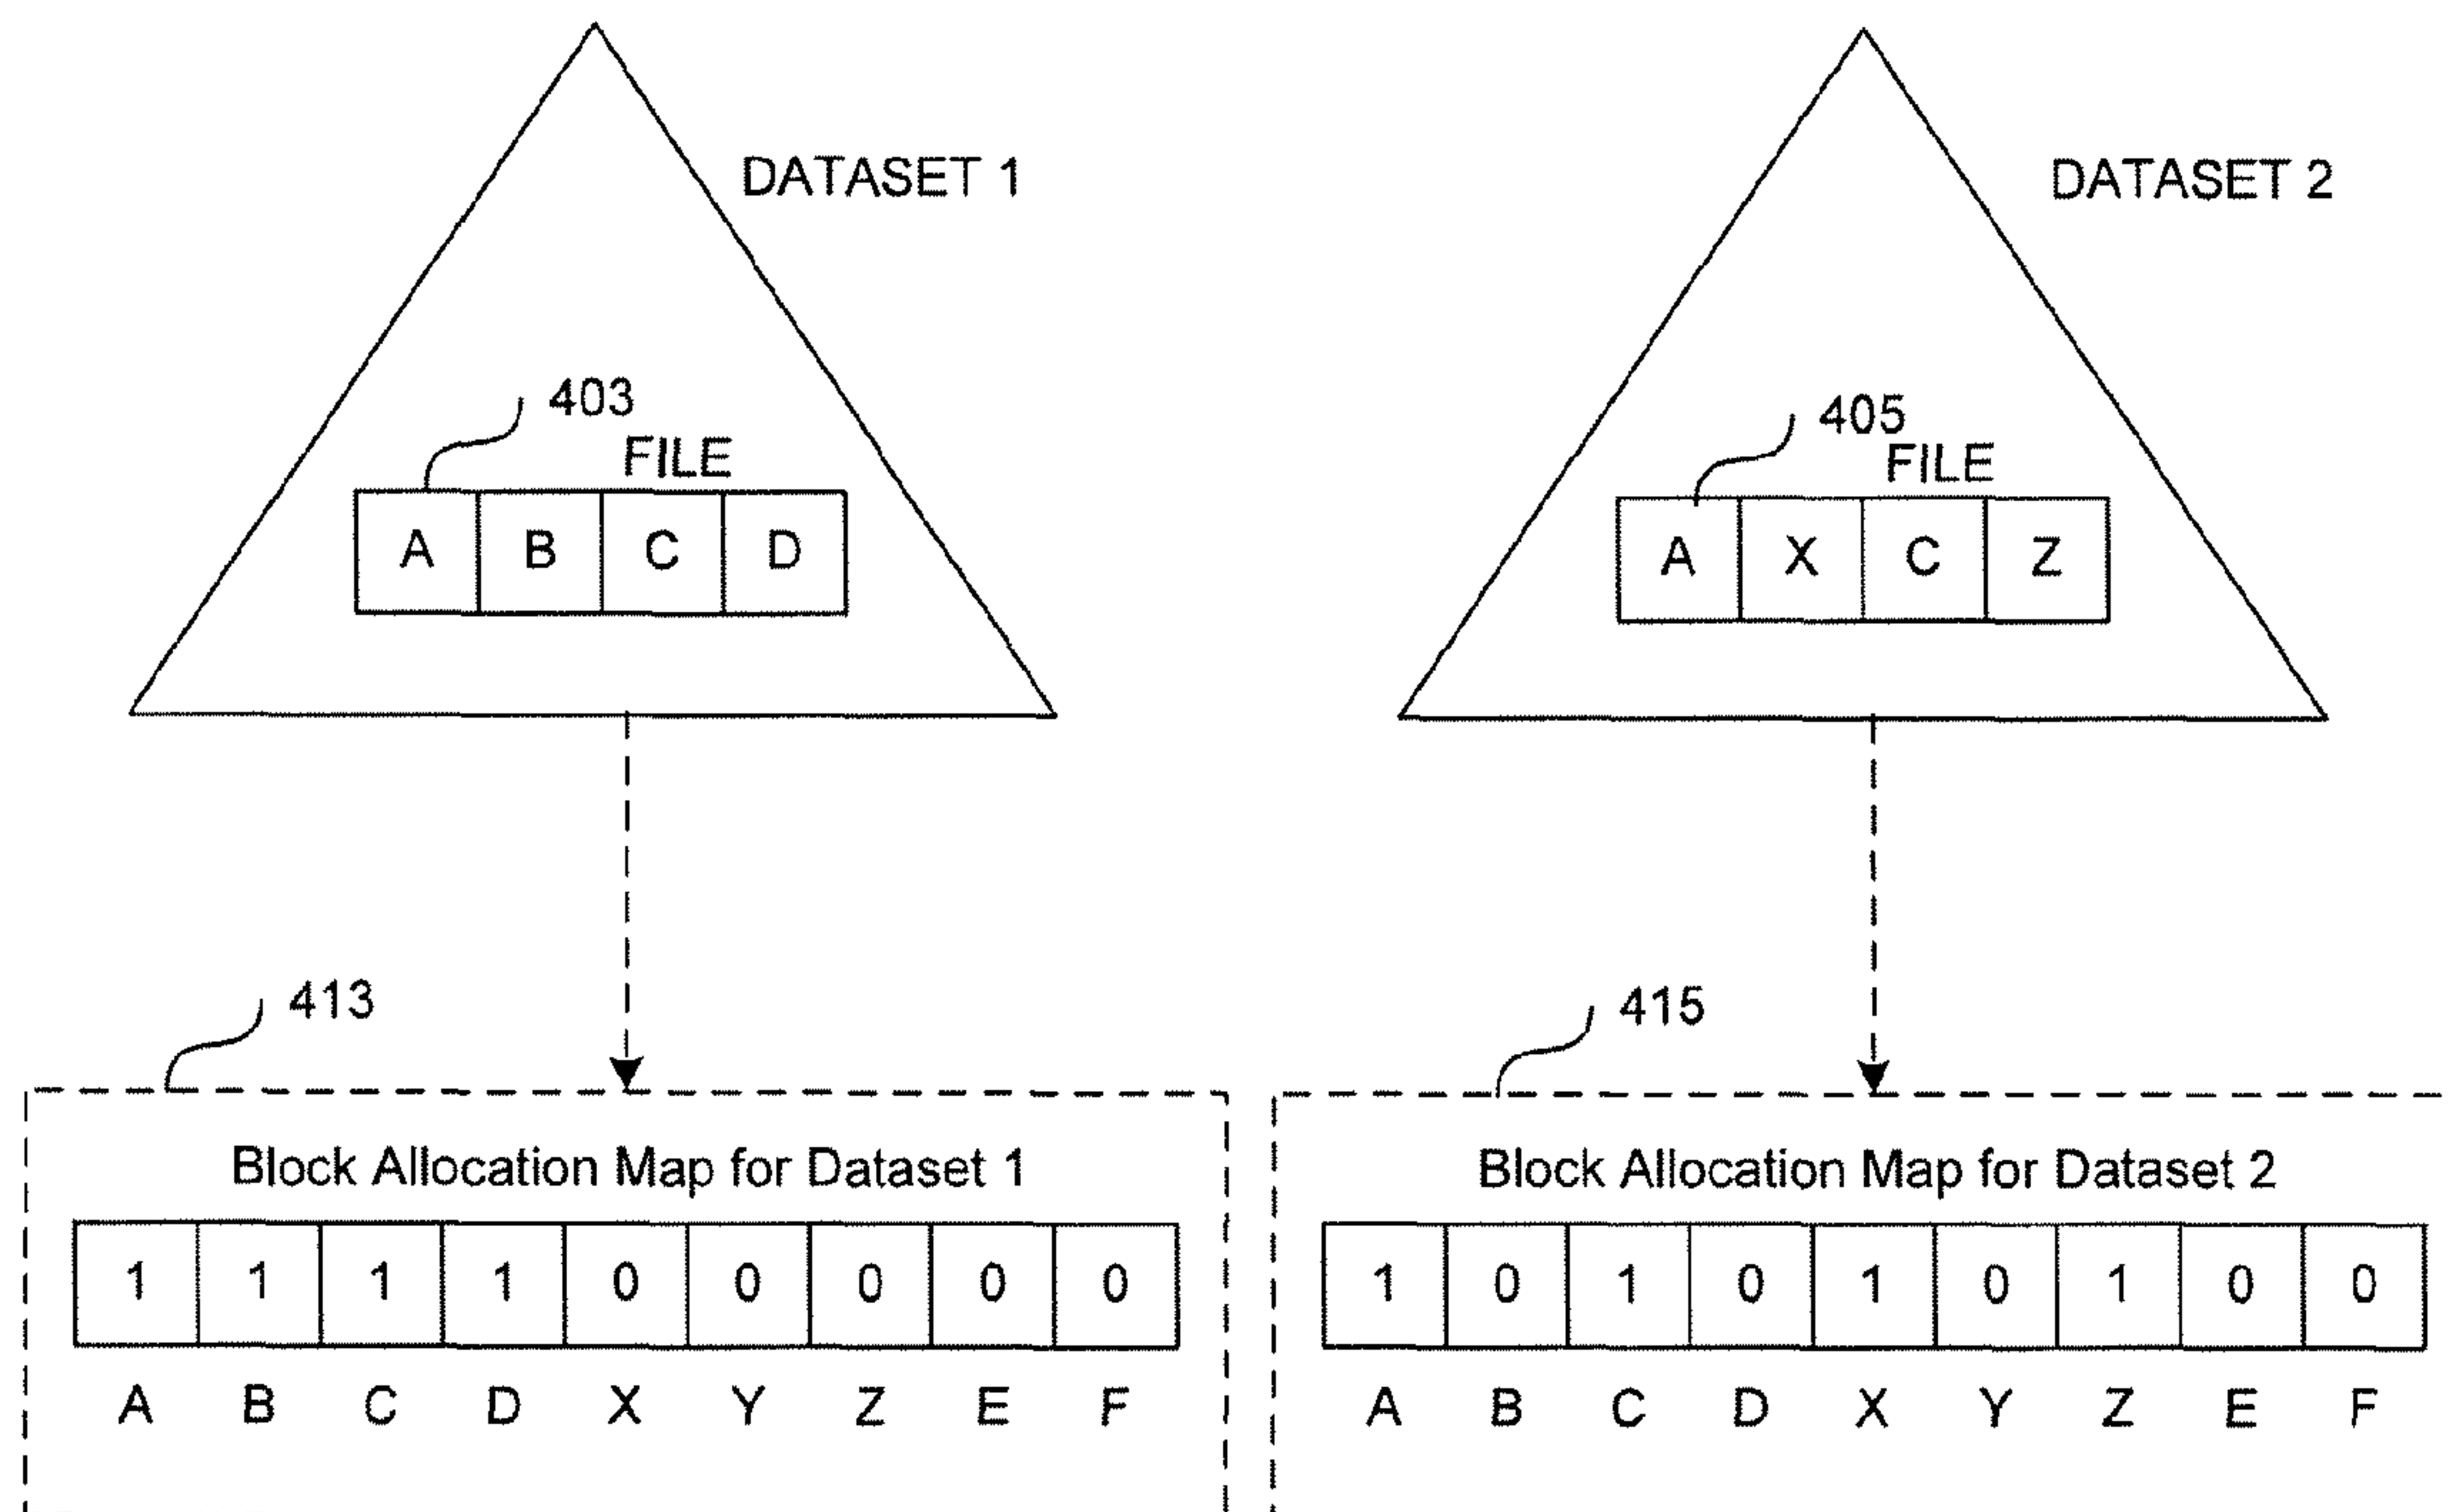 DATASET 1
DATASET 2
403
FILE
A B C D
405
FILE
A X C Z
413
415
Block Allocation Map for Dataset 1
1 1 1 1 0 0 0 0 0
A B C D X Y Z E F
Block Allocation Map for Dataset 2
1 0 1 0 1 0 1 0 0
A B C D X Y Z E F